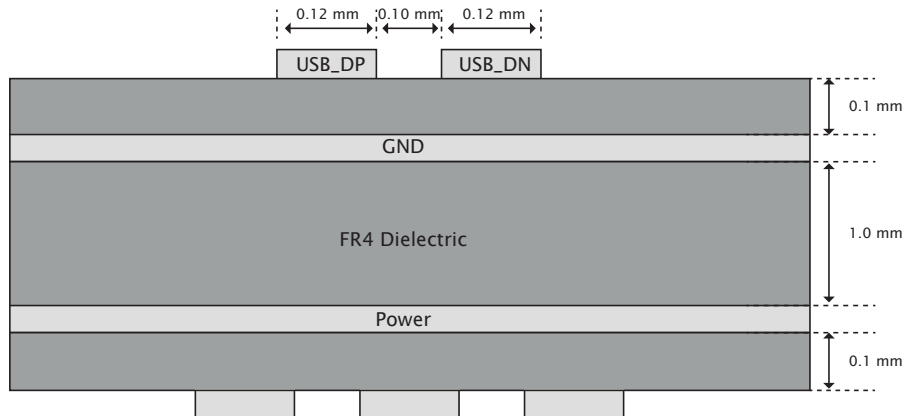 0.12 mm 0.10 mm 0.12 mm
USB_DP USB_DN
0.1 mm
GND
1.0 mm
FR4 Dielectric
Power
0.1 mm